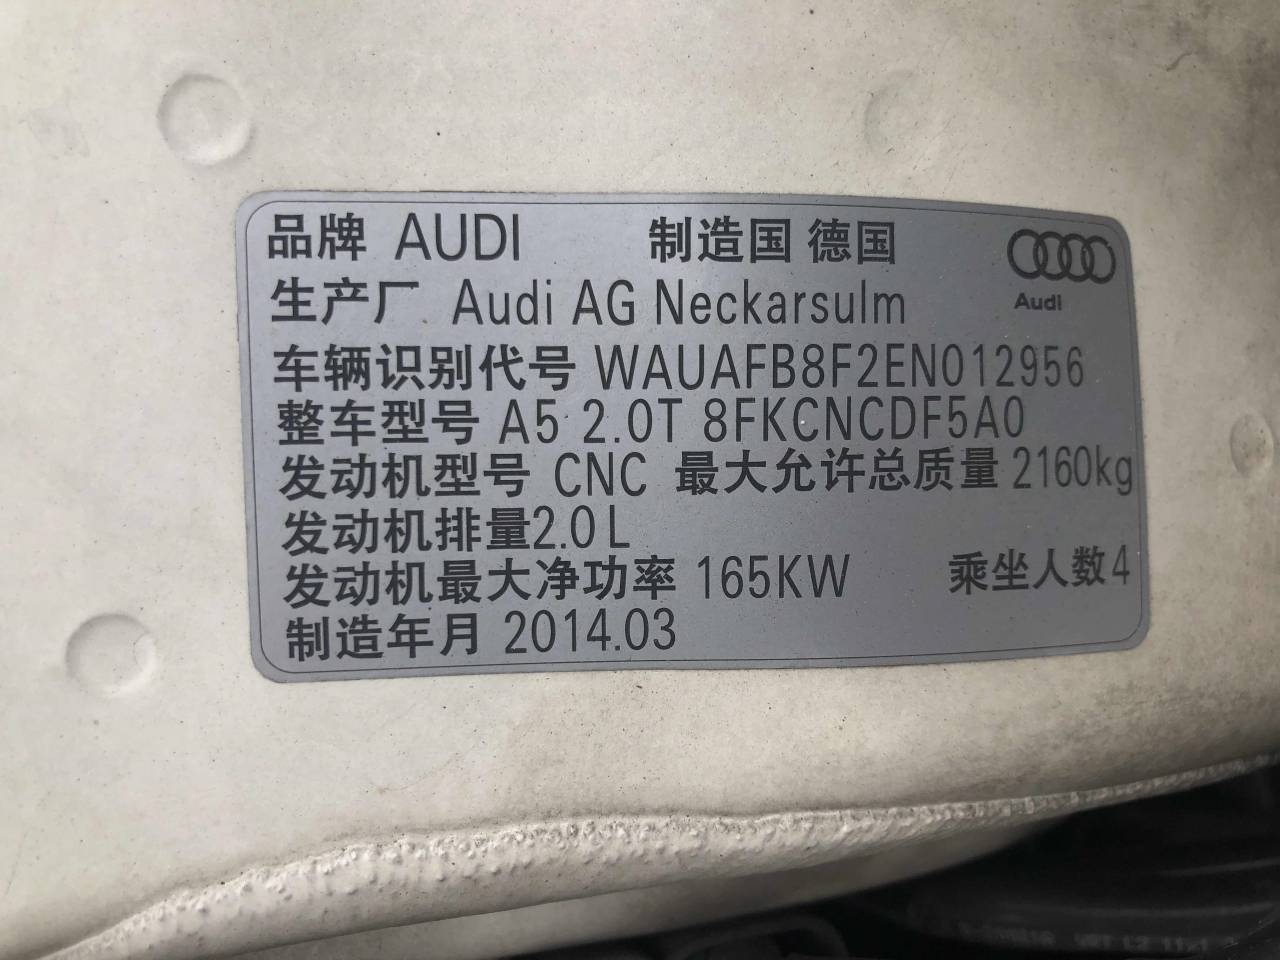 品牌 AUDI 制造国 德国
Audi
生产厂 Audi AG Neckarsulm
车辆识别代号 WAUAFB8F2EN012956
整车型号 A5 2.0T 8FKCNCDF5A0
发动机型号 CNC 最大允许总质量 2160kg
发动机排量2.0L
发动机最大净功率 165KW 乘坐人数4
制造年月 2014.03